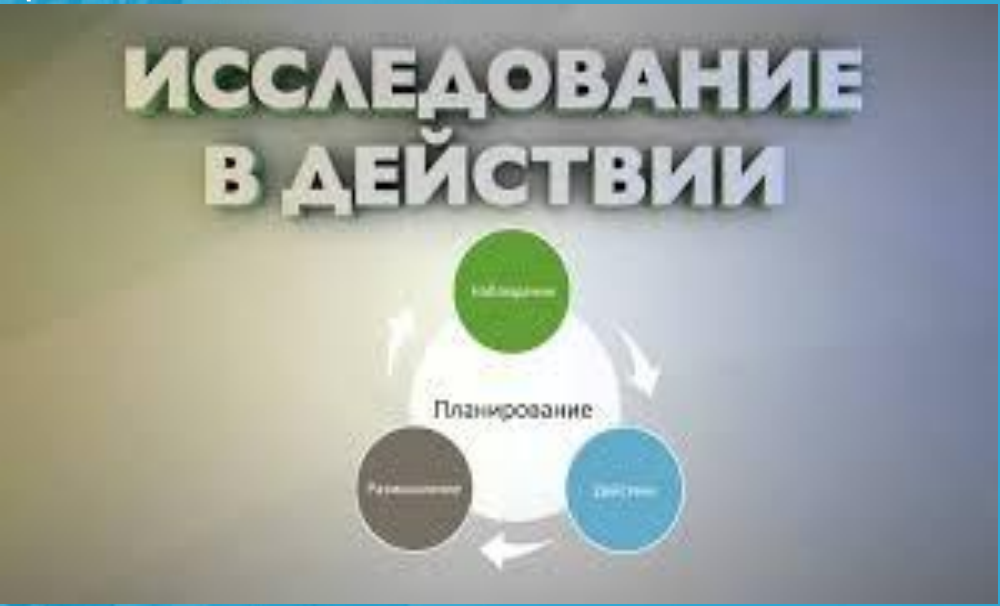 ИССЛЕДОВАНИЕ
В ДЕЙСТВИИ
Наблюдение
Планирование
Размышление
Действие